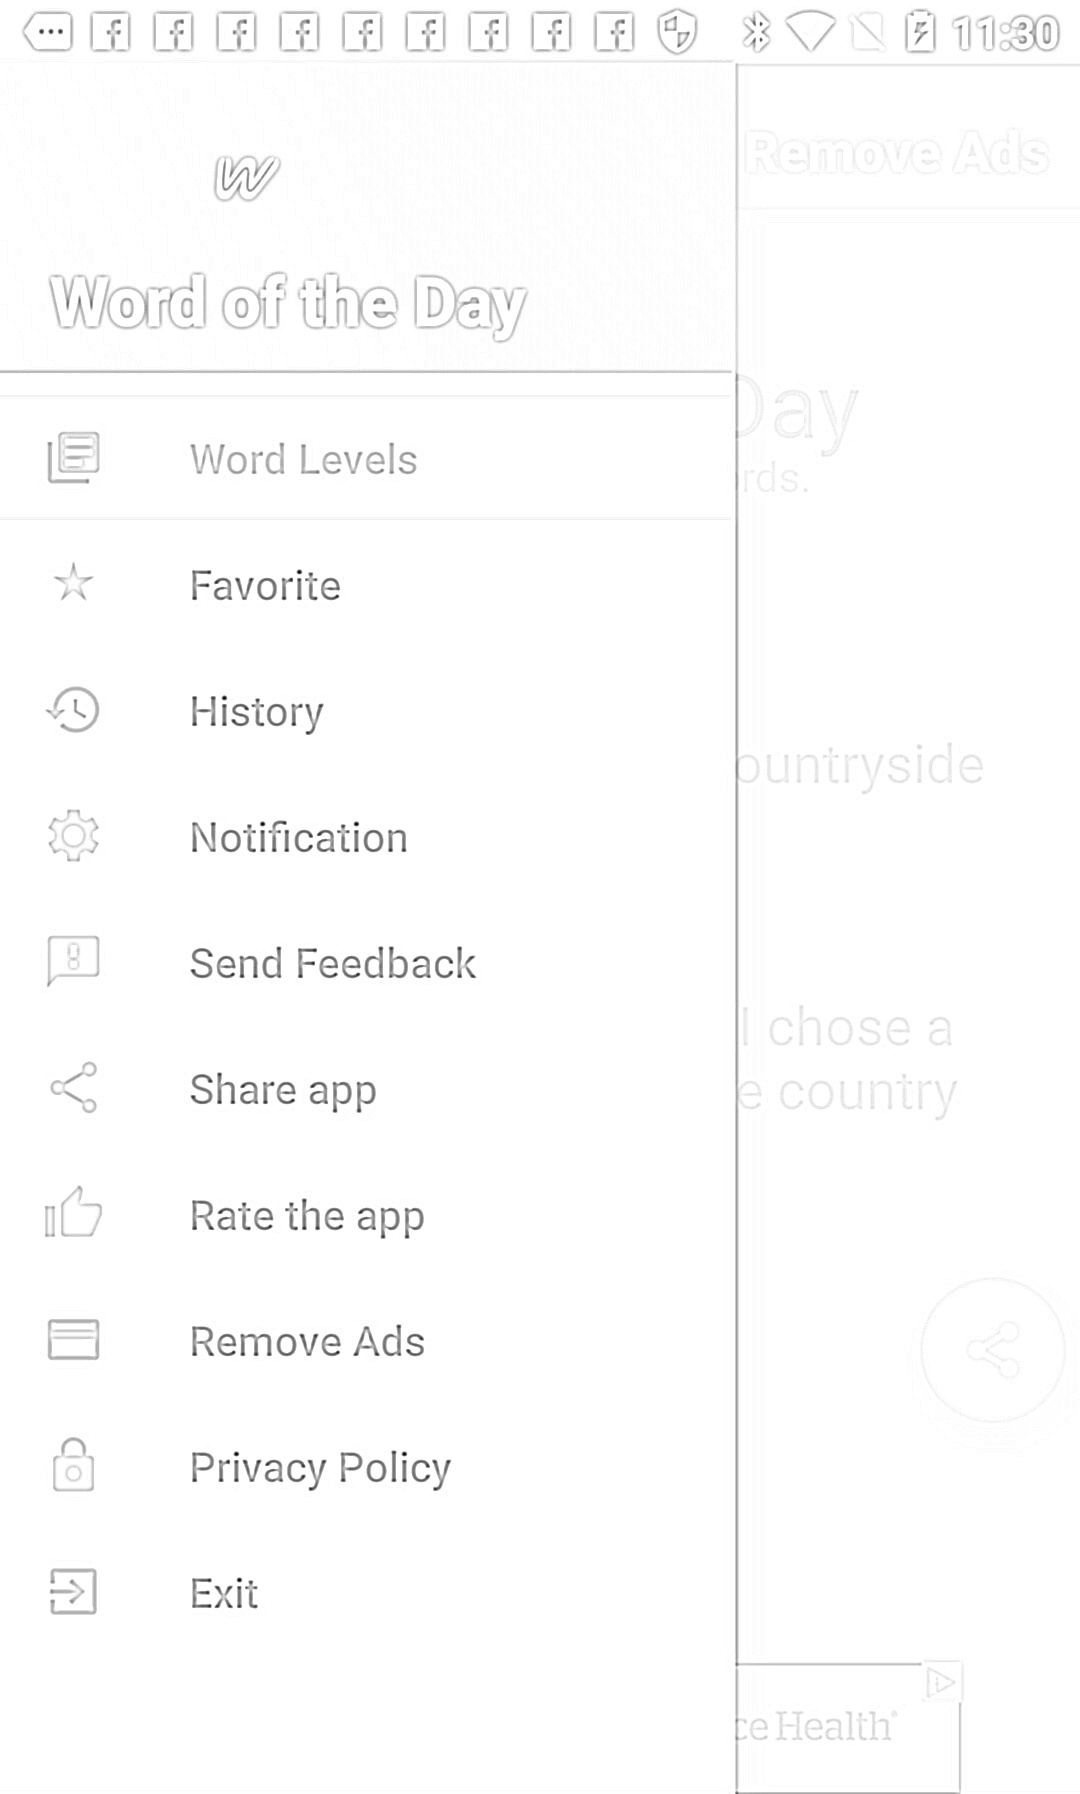 11:30
W
Remove Ads
Word of the Day
Day
Word Levels
rds.
Favorite
History
ountryside
Notification
Send Feedback
I chose a
Share app
e country
Rate the app
Remove Ads
Privacy Policy
Exit
ce Health